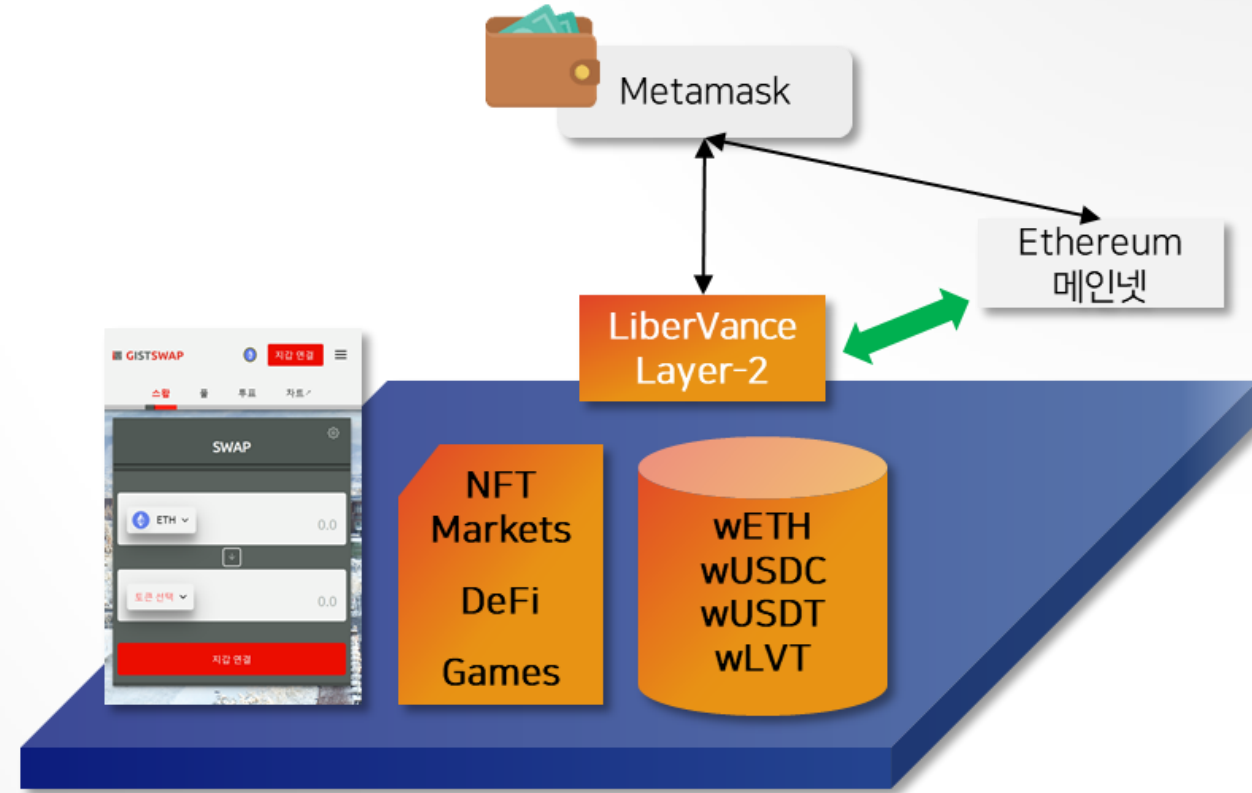 Metamask
Ethereum
메인넷
LiberVance
Layer-2
GISTSWAP
지갑 연결
스왑 풀 투표 차트↗
SWAP
ETH
0.0
토큰 선택
0.0
지갑 연결
NFT
Markets
DeFi
Games
wETH
wUSDC
wUSDT
wLVT